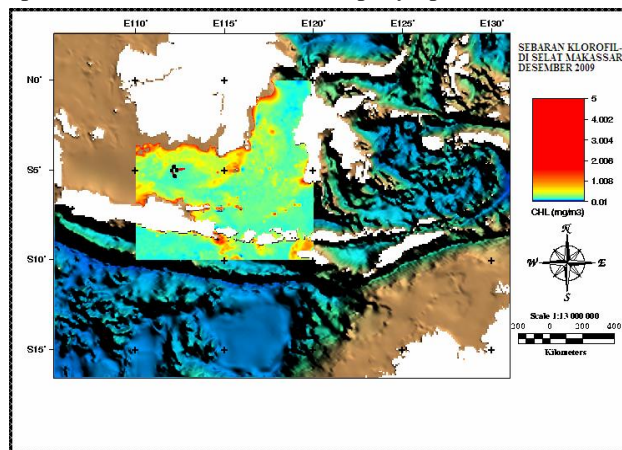 E110° E115° E120° E125° E130°
N0°
S5°
S10°
S15°
SEBARAN KLOROFIL-
DI SELAT MAKASSAR
DESEMBER 2009
5
4.002
3.004
2.006
1.008
0.01
CHL (mg/m3)
N
W E
S
Scale 1:13 000 000
200 0 200 400
Kilometers